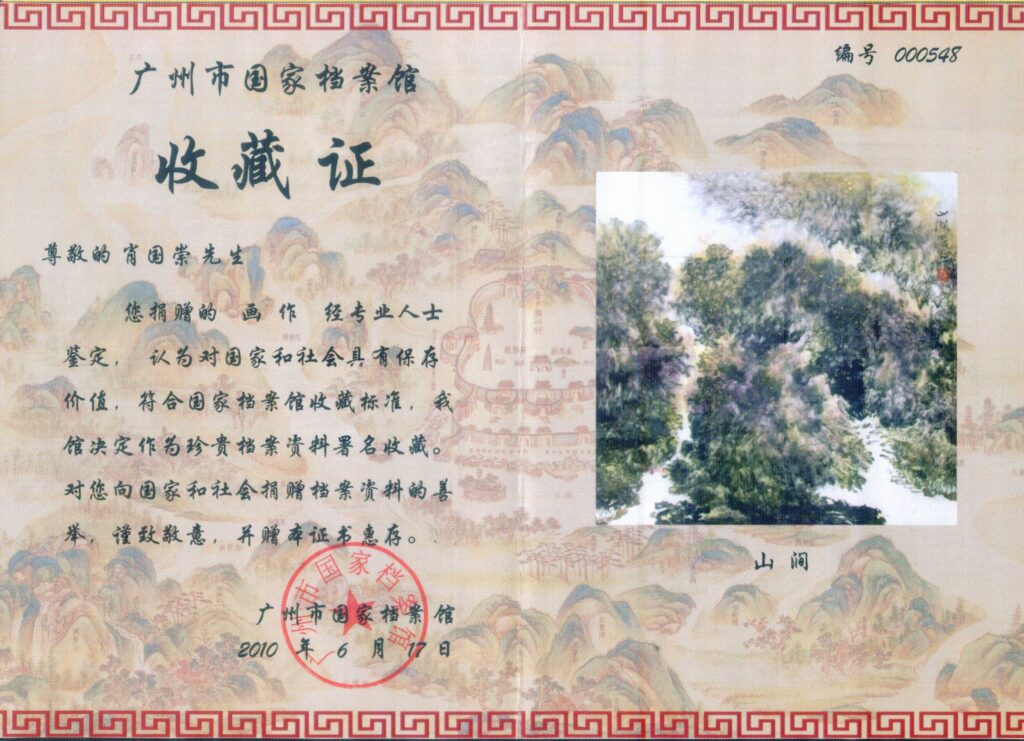 编号 000548
广州市国家档案馆
收藏证
尊敬的 肖国崇 先生
您捐赠的 画 作 经专业人士
鉴定，认为对国家和社会具有保存
价值，符合国家档案馆收藏标准，我
馆决定作为珍贵档案资料署名收藏。
对您向国家和社会捐赠档案资料的善
举，谨致敬意，并赠本证书惠存。
广州市国家档案馆
2010 年 6 月 17 日
广州市国家档案馆
山涧